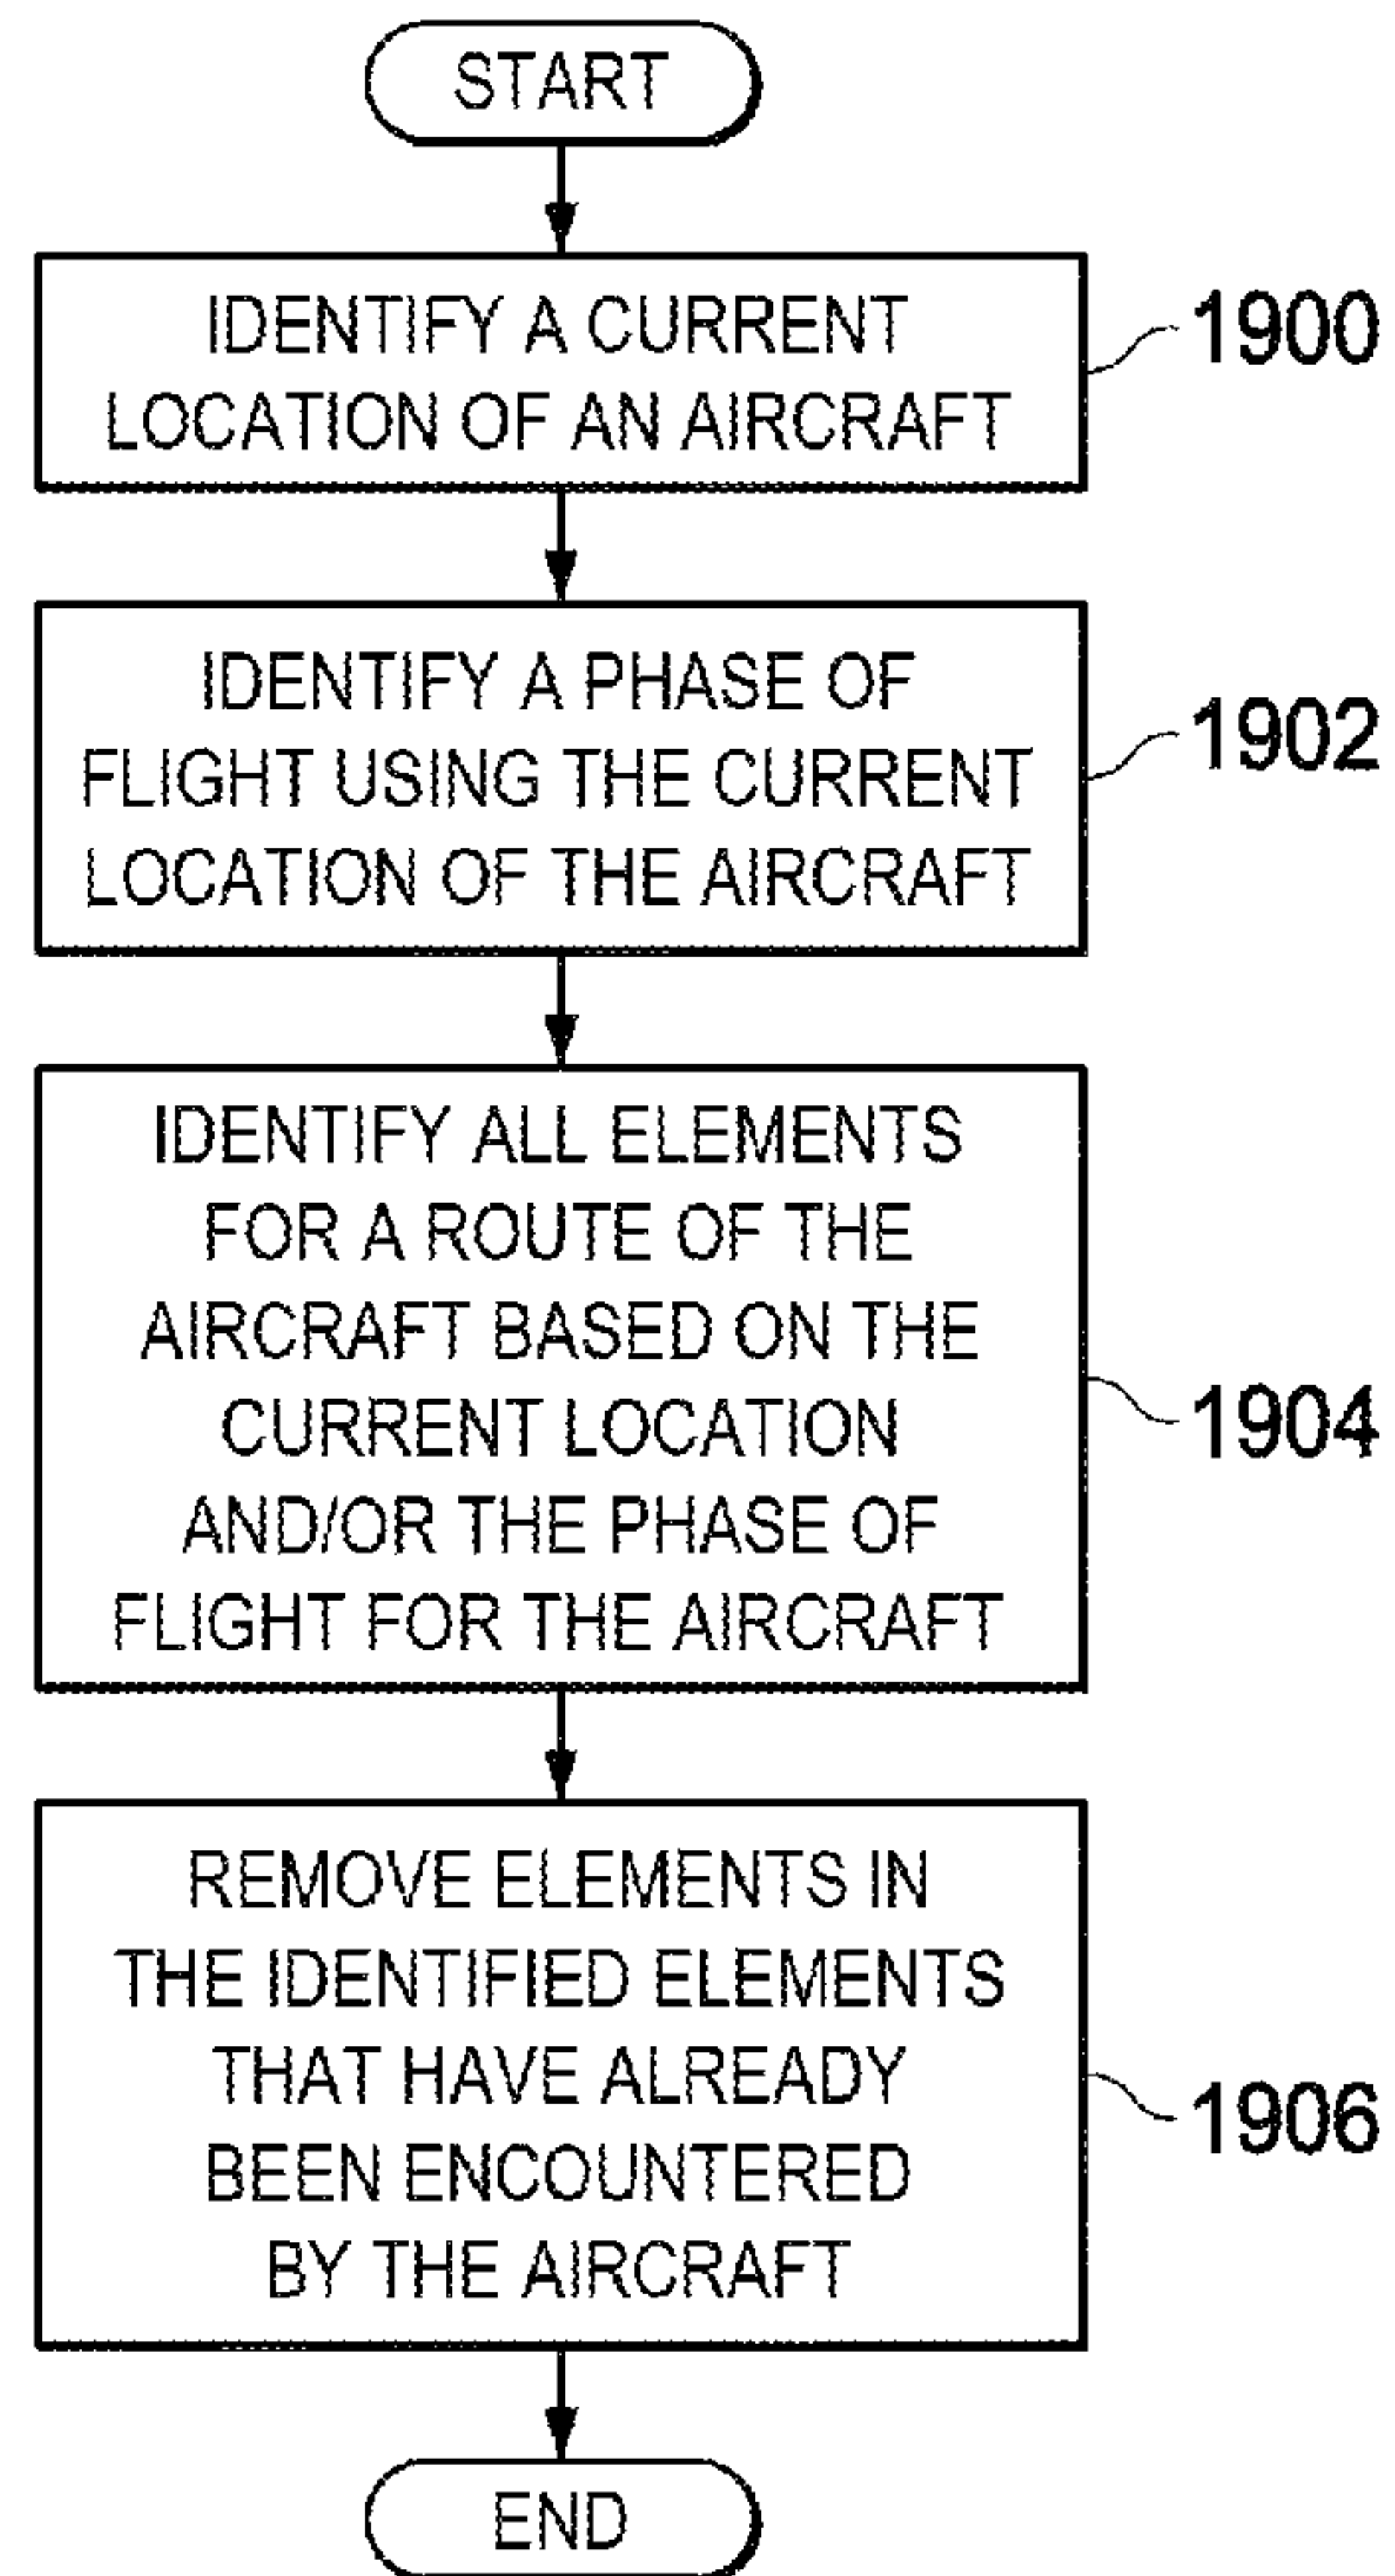 START
IDENTIFY A CURRENT
LOCATION OF AN AIRCRAFT
1900
IDENTIFY A PHASE OF
FLIGHT USING THE CURRENT
LOCATION OF THE AIRCRAFT
1902
IDENTIFY ALL ELEMENTS
FOR A ROUTE OF THE
AIRCRAFT BASED ON THE
CURRENT LOCATION
AND/OR THE PHASE OF
FLIGHT FOR THE AIRCRAFT
1904
REMOVE ELEMENTS IN
THE IDENTIFIED ELEMENTS
THAT HAVE ALREADY
BEEN ENCOUNTERED
BY THE AIRCRAFT
1906
END